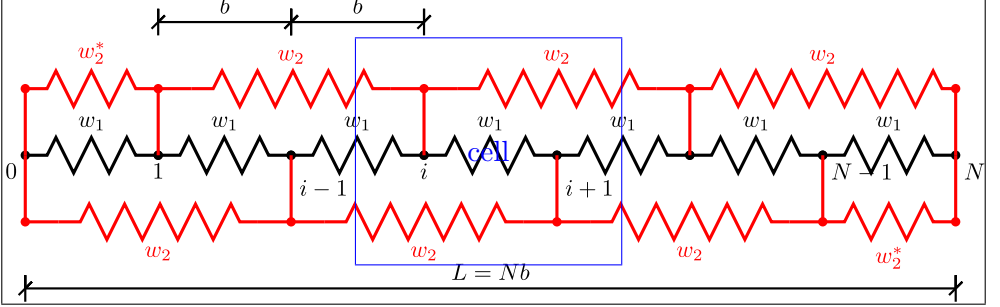 b b
w₂* w₂ w₂ w₂
w₁ w₁ w₁ w₁ w₁ w₁ w₁
cell
0 1 i − 1 i i + 1 N − 1 N
w₂ w₂ w₂ w₂*
L = Nb